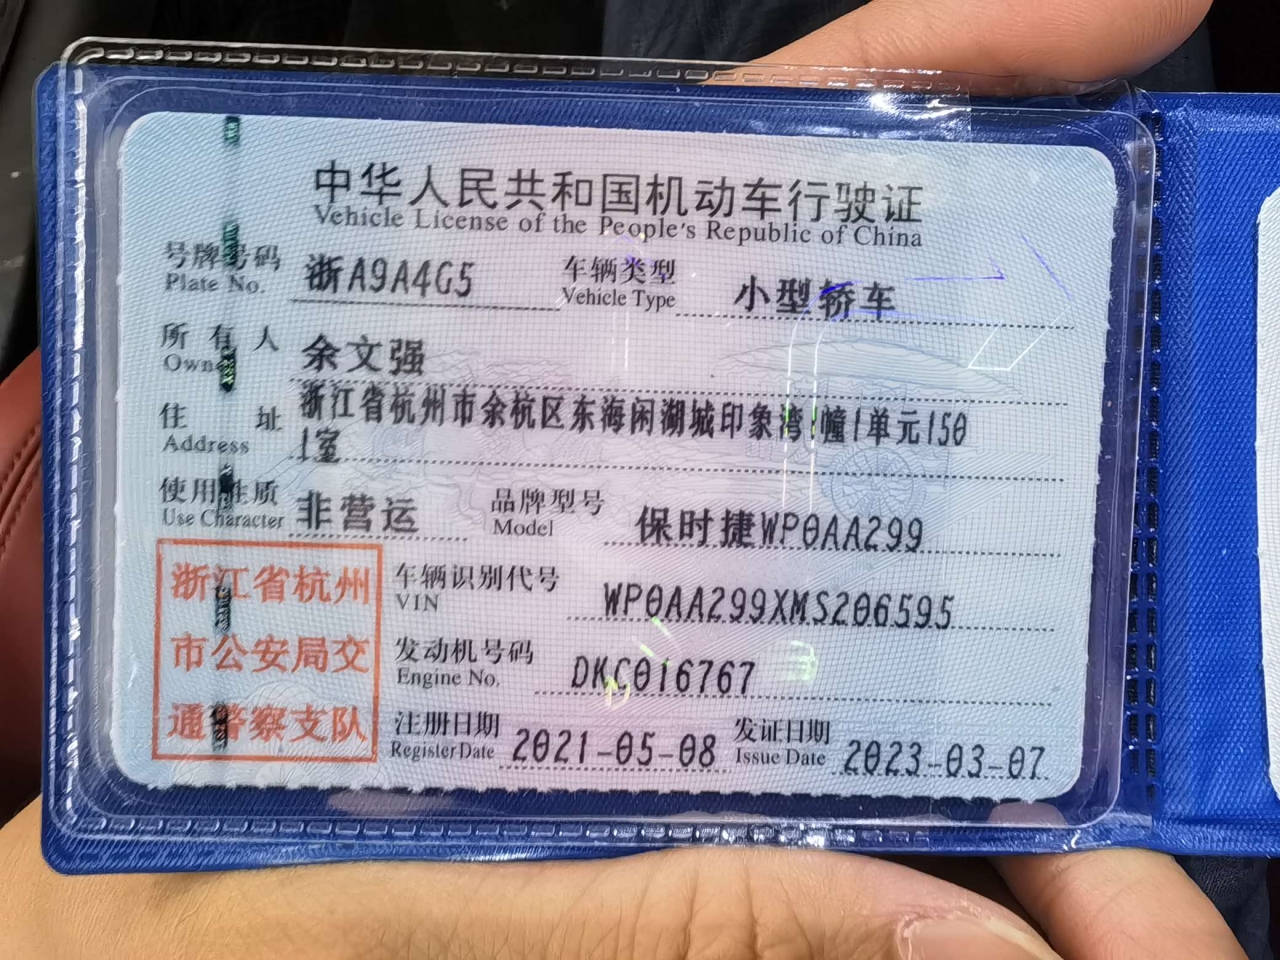 中华人民共和国机动车行驶证
Vehicle License of the People's Republic of China
号牌号码 浙A9A4G5 车辆类型 小型轿车
Plate No. Vehicle Type
所有人 余文强
Owner
住址 浙江省杭州市余杭区东海闲湖城印象湾1幢1单元150
Address 1室
使用性质 非营运 品牌型号 保时捷WP0AA299
Use Character Model
浙江省杭州
市公安局交
通警察支队
车辆识别代号 WP0AA299XMS206595
VIN
发动机号码 DKC016767
Engine No.
注册日期 2021-05-08 发证日期 2023-03-07
Register Date Issue Date